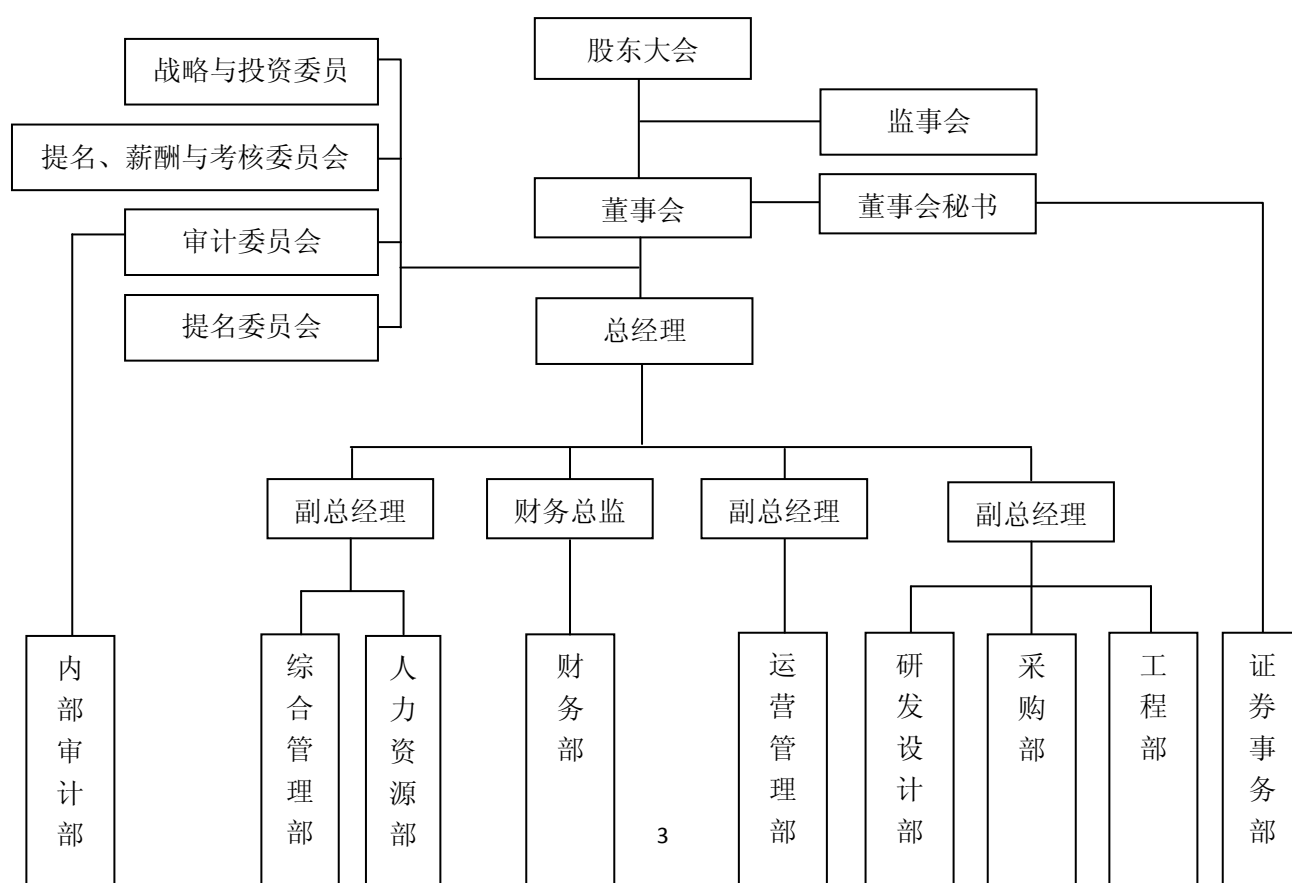 股东大会
战略与投资委员
监事会
提名、薪酬与考核委员会
董事会
董事会秘书
审计委员会
提名委员会
总经理
副总经理
财务总监
副总经理
副总经理
内部审计部
综合管理部
人力资源部
财务部
运营管理部
研发设计部
采购部
工程部
证券事务部
3